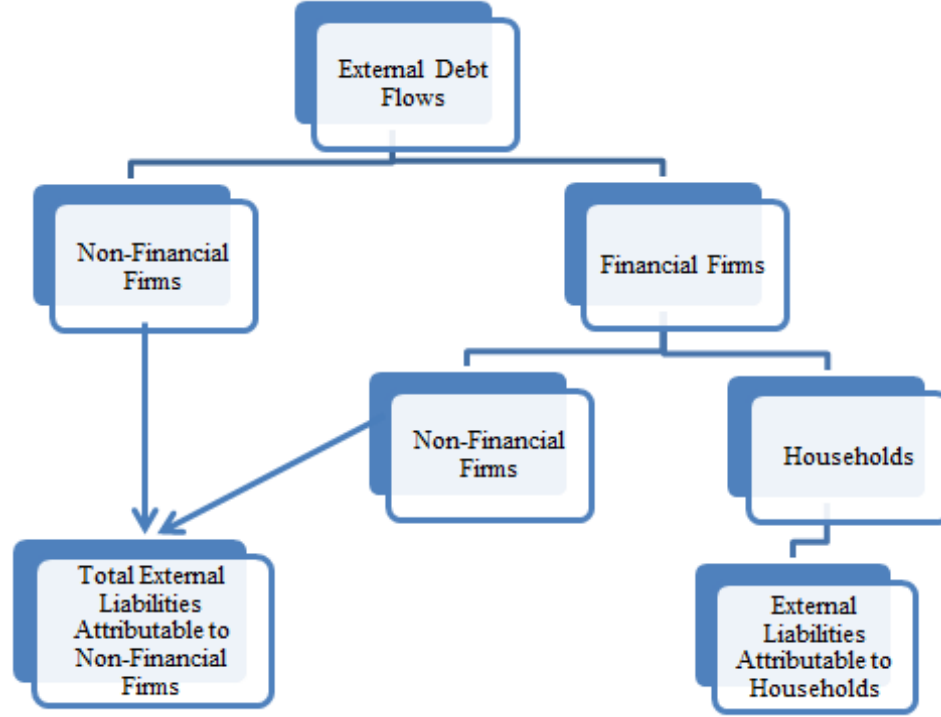 External Debt
Flows
Non-Financial
Firms
Financial Firms
Non-Financial
Firms
Households
Total External
Liabilities
Attributable to
Non-Financial
Firms
External
Liabilities
Attributable to
Households